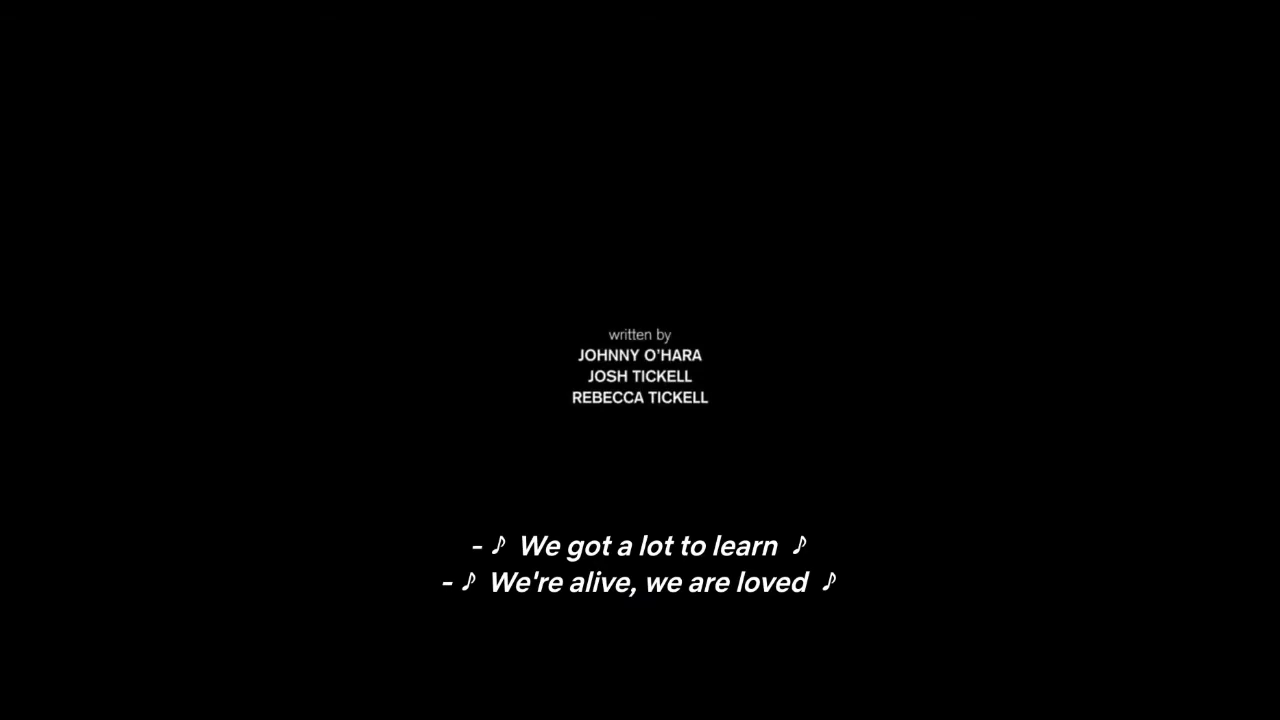 written by
JOHNNY O'HARA
JOSH TICKELL
REBECCA TICKELL
- ♪ We got a lot to learn ♪
- ♪ We're alive, we are loved ♪